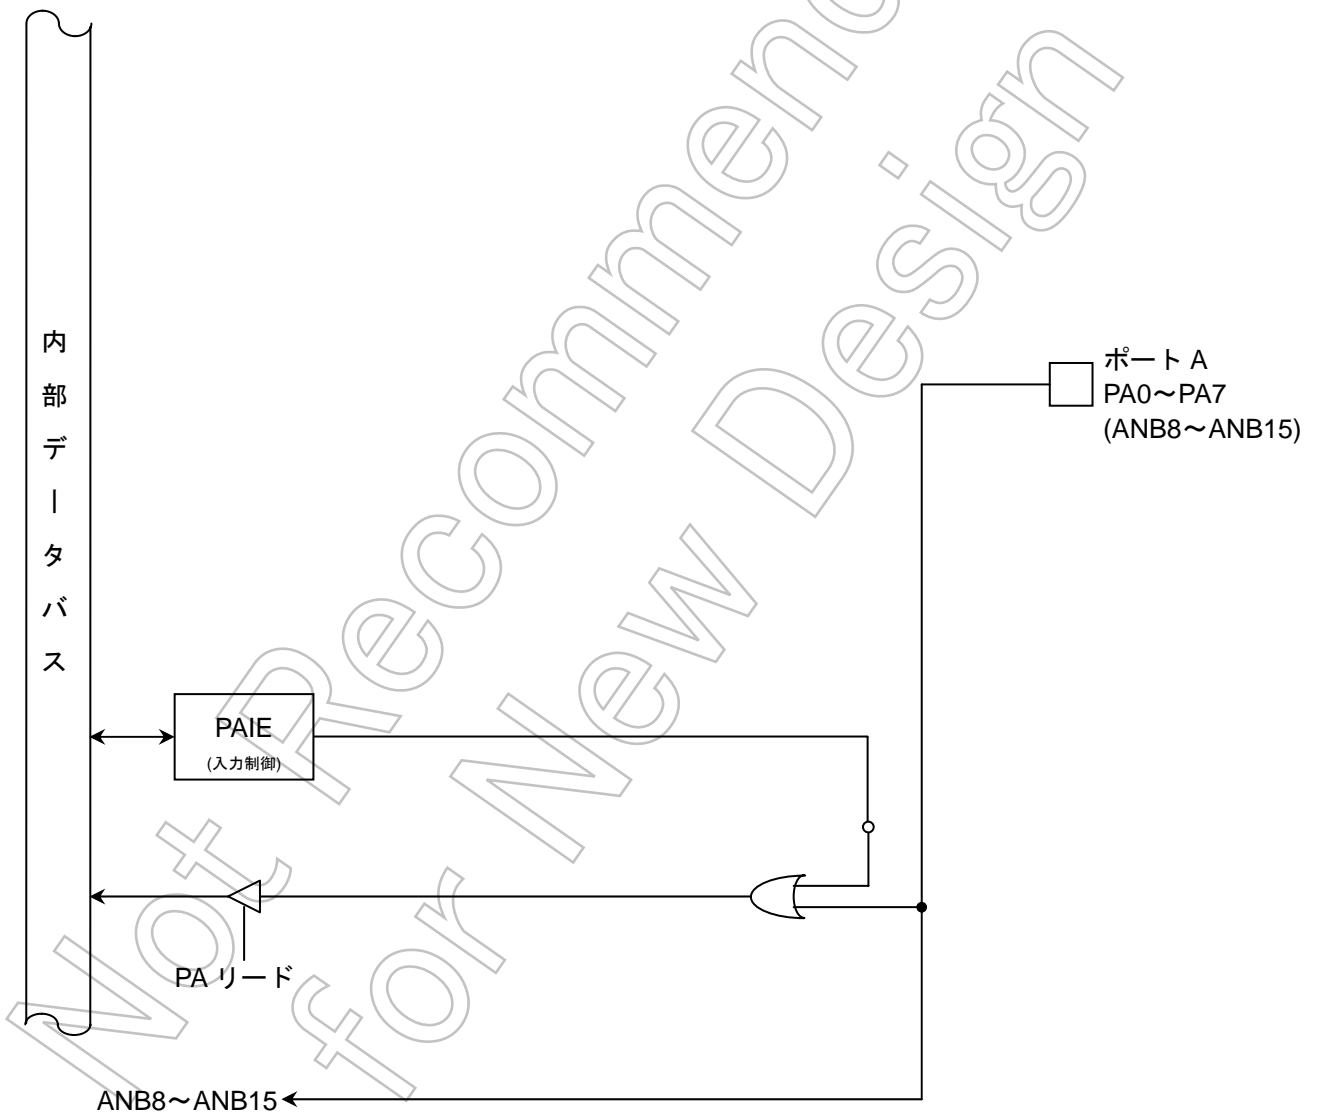 内部データバス
ポート A
PA0～PA7
(ANB8～ANB15)
PAIE
(入力制御)
PA リード
ANB8～ANB15
Not Recommend
for New Design